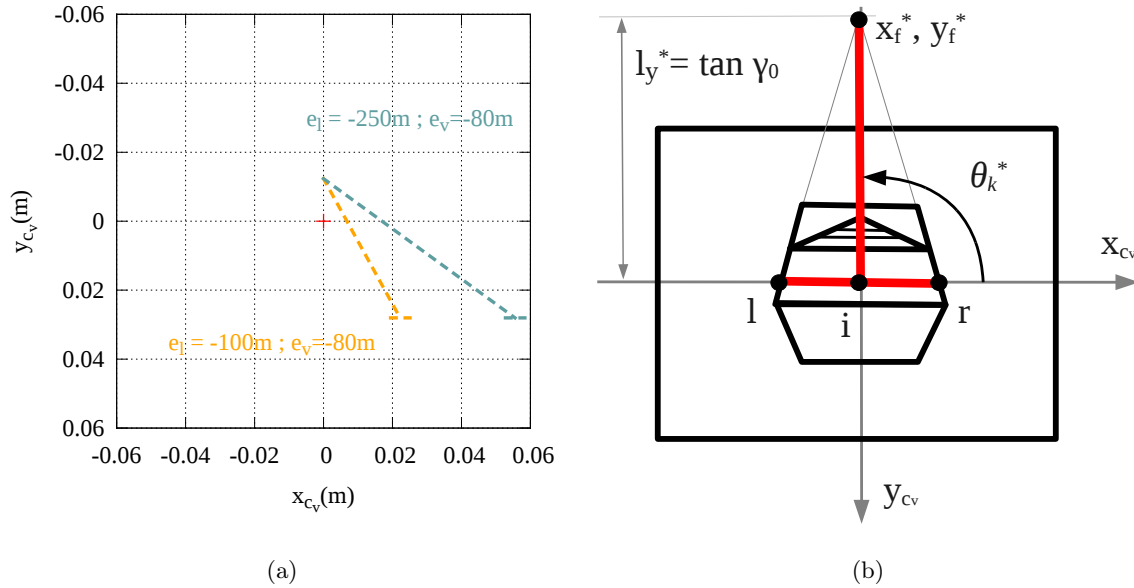 -0.06
-0.04
-0.02
0
0.02
0.04
0.06
y_{c_v}(m)
e_l = -250m ; e_v=-80m
e_l = -100m ; e_v=-80m
-0.06 -0.04 -0.02 0 0.02 0.04 0.06
x_{c_v}(m)
(a)
x_f^*, y_f^*
l_y^*= tan γ_0
θ_k^*
x_{c_v}
l i r
y_{c_v}
(b)